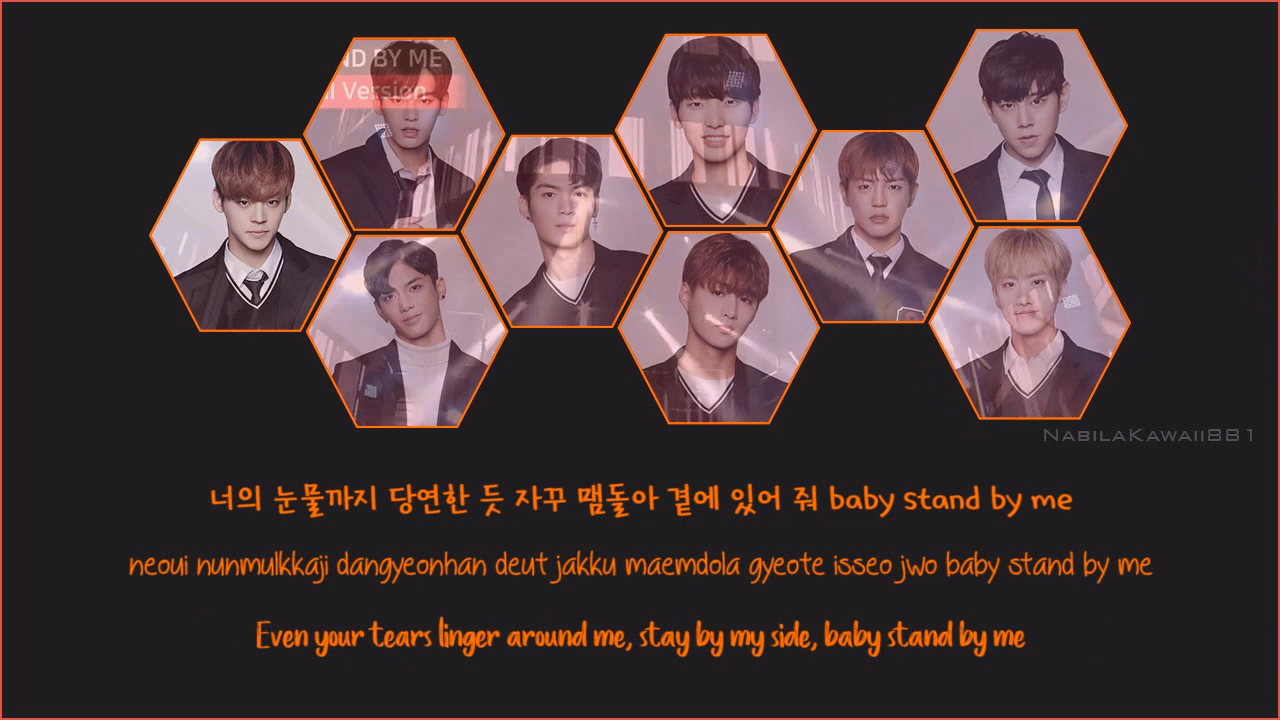 ND BY ME
l Version
NabilaKawaii881
너의 눈물까지 당연한 듯 자꾸 맴돌아 곁에 있어 줘 baby stand by me
neoui nunmulkkaji dangyeonhan deut jakku maemdola gyeote isseo jwo baby stand by me
Even your tears linger around me, stay by my side, baby stand by me